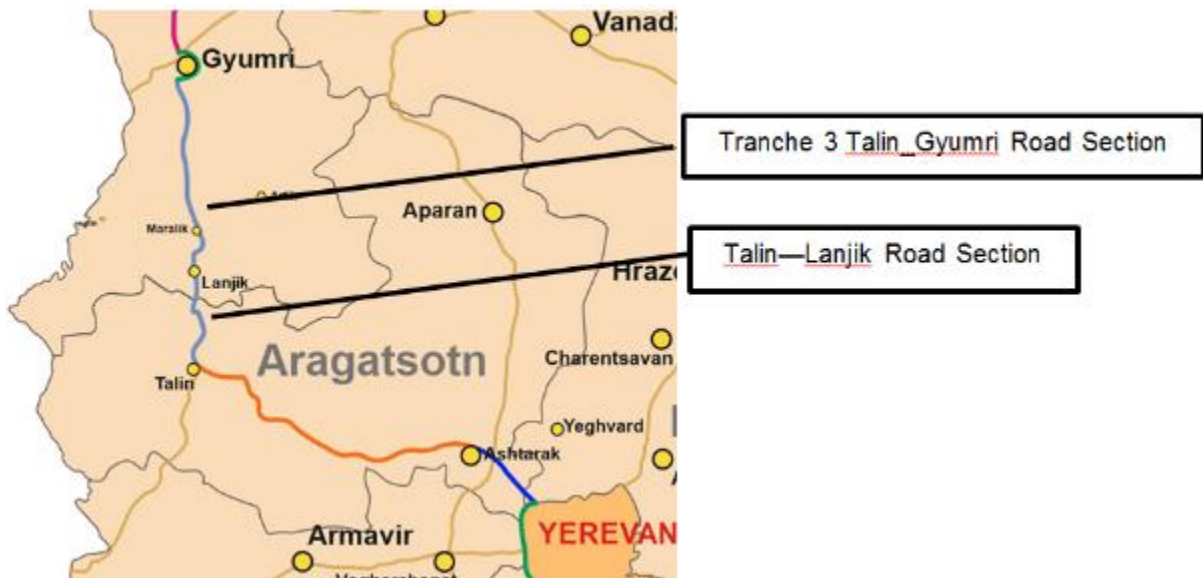 Vanadz
Gyumri
Tranche 3 Talin_Gyumri Road Section
Aparan
Maralik
Talin—Lanjik Road Section
Hraz
Lanjik
Aragatsotn
Charentsavan
Talin
Yeghvard
Ashtarak
Armavir
YEREVAN